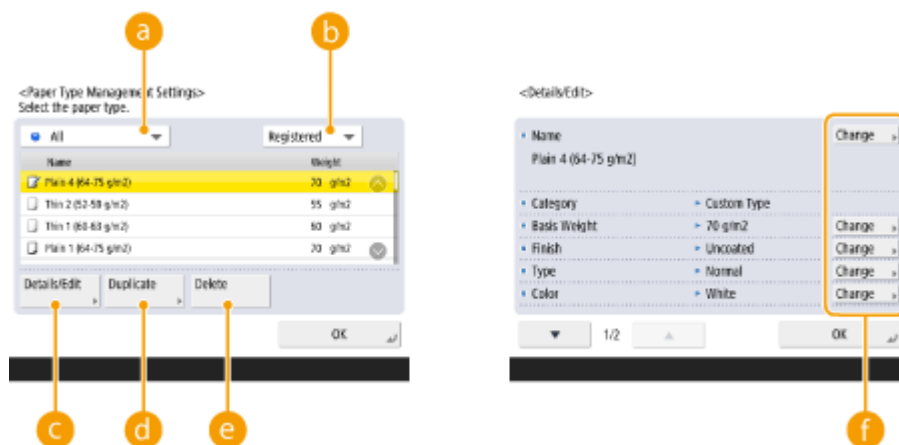 a
b
<Paper Type Management Settings>
Select the paper type.
All
Registered
Name Weight
Plain 4 (64-75 g/m2) 70 g/m2
Thin 2 (52-59 g/m2) 55 g/m2
Thin 1 (60-63 g/m2) 60 g/m2
Plain 1 (64-75 g/m2) 70 g/m2
Details/Edit Duplicate Delete
OK
c
d
e
<Details/Edit>
Name Change
Plain 4 (64-75 g/m2)
Category Custom Type
Basis Weight 70 g/m2 Change
Finish Uncoated Change
Type Normal Change
Color White Change
1/2 OK
f